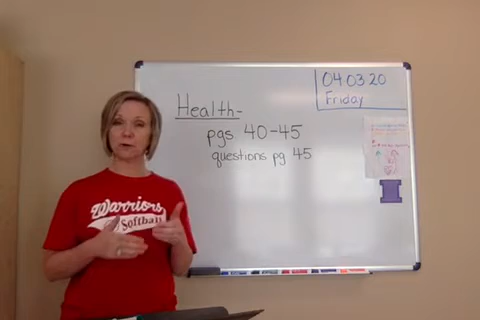 04 03 20
Friday
Health-
pgs 40-45
questions pg 45
Warriors
Softball